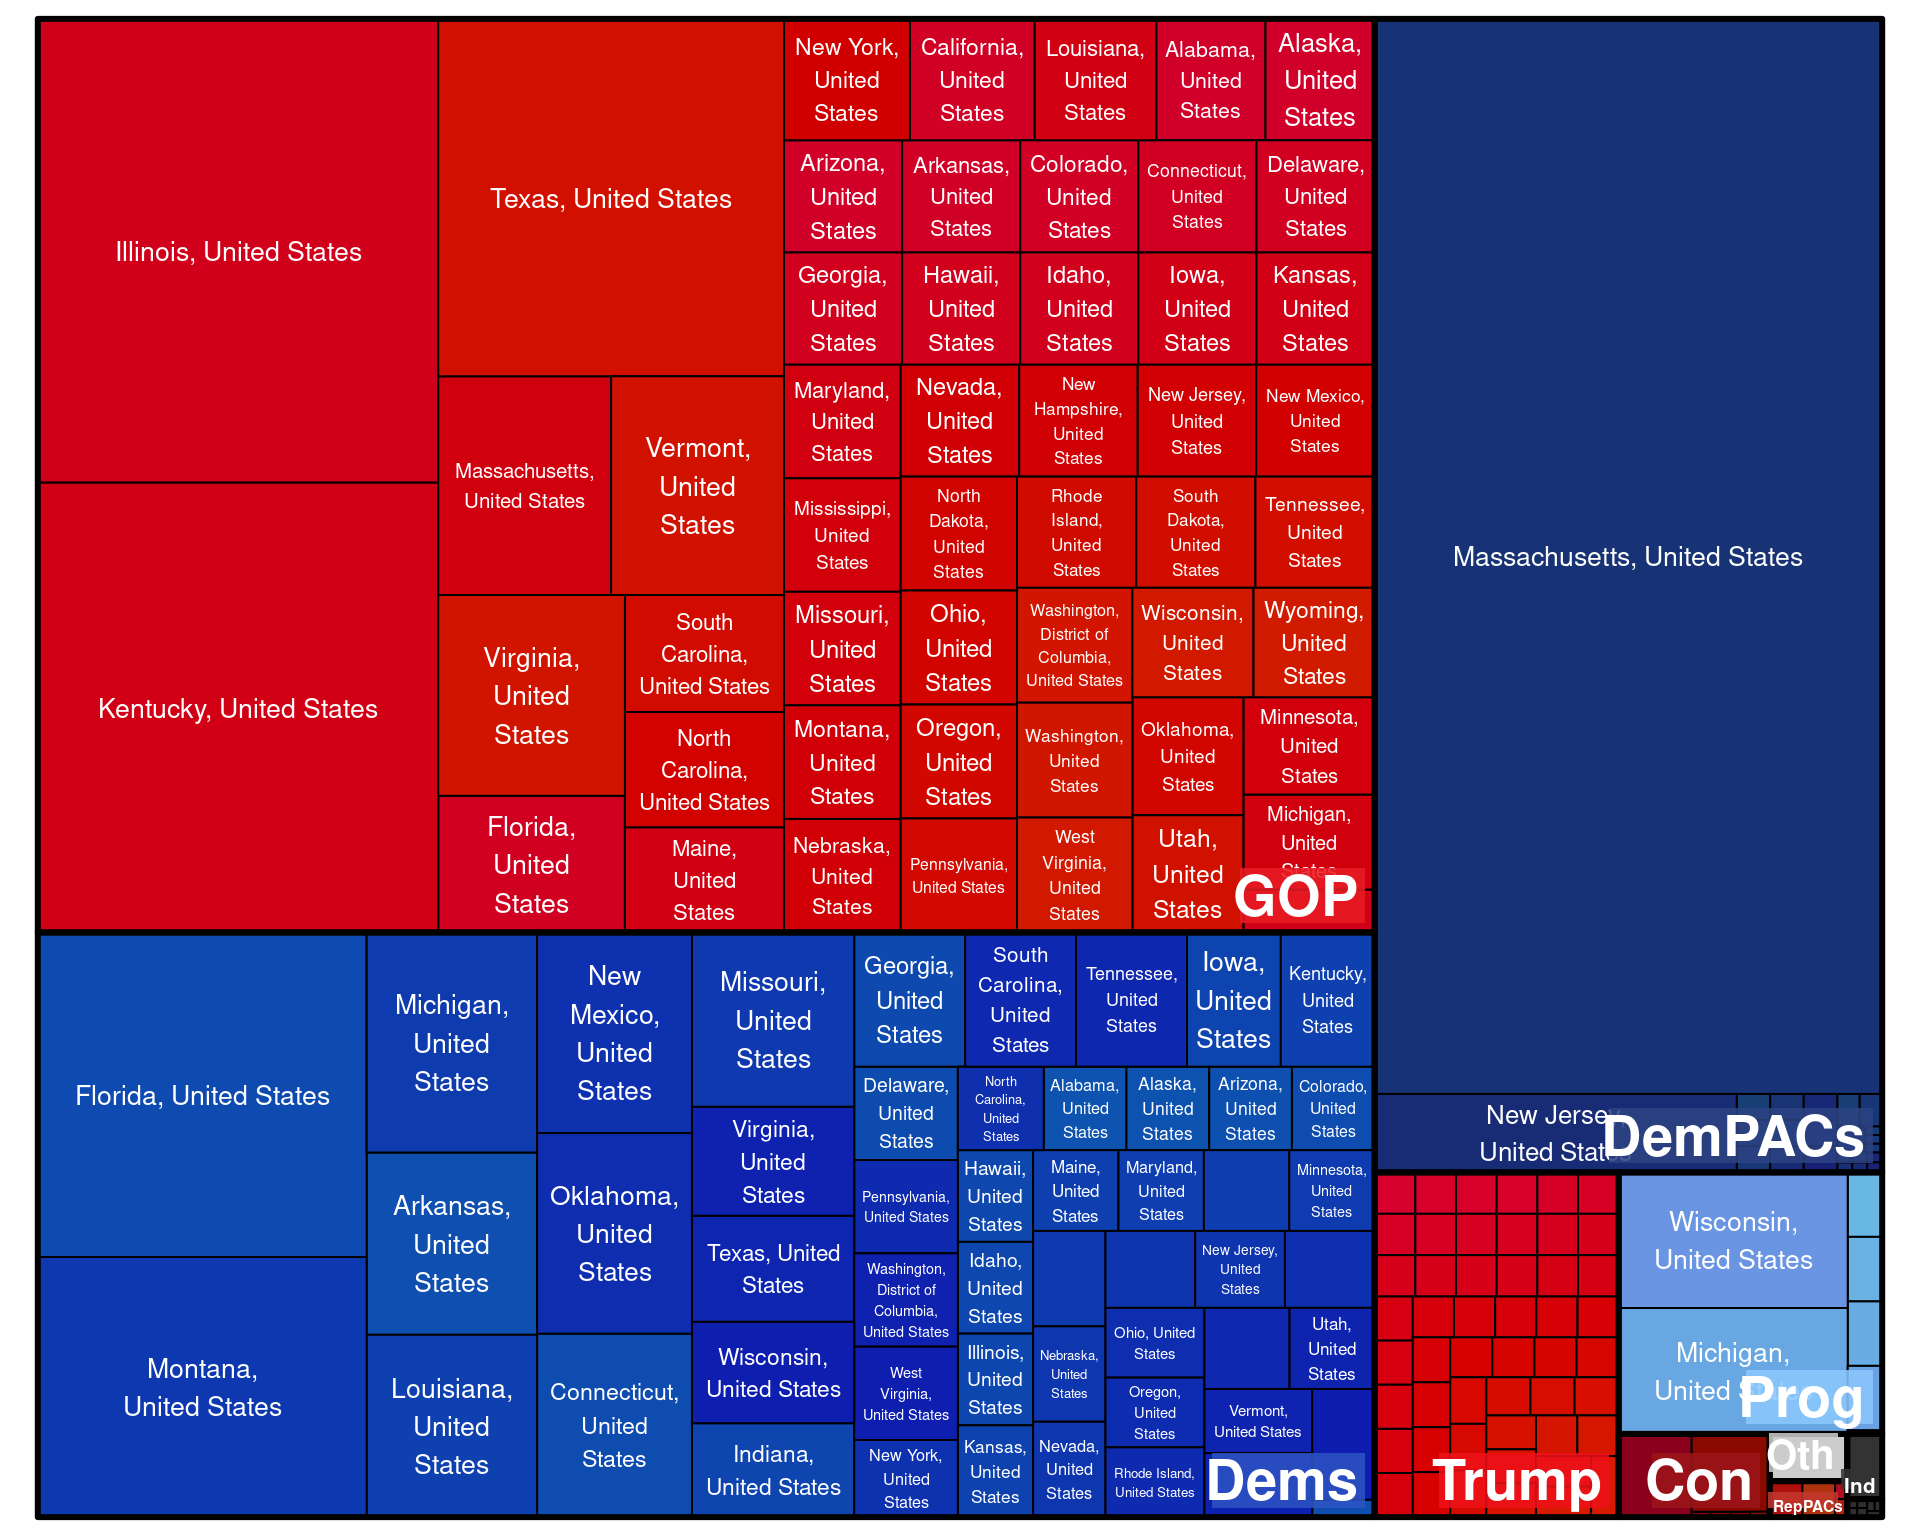 Illinois, United States
Kentucky, United States
Texas, United States
Massachusetts,
United States
Vermont,
United
States
Virginia,
United
States
South
Carolina,
United States
North
Carolina,
United States
Florida,
United
States
Maine,
United
States
New York,
United
States
California,
United
States
Louisiana,
United
States
Alabama,
United
States
Alaska,
United
States
Arizona,
United
States
Arkansas,
United
States
Colorado,
United
States
Connecticut,
United
States
Delaware,
United
States
Georgia,
United
States
Hawaii,
United
States
Idaho,
United
States
Iowa,
United
States
Kansas,
United
States
Maryland,
United
States
Nevada,
United
States
New
Hampshire,
United
States
New Jersey,
United
States
New Mexico,
United
States
Mississippi,
United
States
North
Dakota,
United
States
Rhode
Island,
United
States
South
Dakota,
United
States
Tennessee,
United
States
Missouri,
United
States
Ohio,
United
States
Washington,
District of
Columbia,
United States
Wisconsin,
United
States
Wyoming,
United
States
Montana,
United
States
Oregon,
United
States
Washington,
United
States
Oklahoma,
United
States
Minnesota,
United
States
Michigan,
United
States
Nebraska,
United
States
Pennsylvania,
United States
West
Virginia,
United
States
Utah,
United
States
GOP
Massachusetts, United States
New Jersey
United States
DemPACs
Florida, United States
Montana,
United States
Michigan,
United
States
Arkansas,
United
States
Louisiana,
United
States
New
Mexico,
United
States
Oklahoma,
United
States
Connecticut,
United
States
Missouri,
United
States
Virginia,
United
States
Texas, United
States
Wisconsin,
United States
Indiana,
United States
Georgia,
United
States
South
Carolina,
United
States
Tennessee,
United
States
Iowa,
United
States
Kentucky,
United
States
Delaware,
United
States
North
Carolina,
United
States
Alabama,
United
States
Alaska,
United
States
Arizona,
United
States
Colorado,
United
States
Pennsylvania,
United States
Hawaii,
United
States
Maine,
United
States
Maryland,
United
States
Minnesota,
United
States
Washington,
District of
Columbia,
United States
Idaho,
United
States
New Jersey,
United
States
West
Virginia,
United States
Illinois,
United
States
Nebraska,
United
States
Ohio, United
States
Utah,
United
States
New York,
United
States
Kansas,
United
States
Nevada,
United
States
Oregon,
United
States
Rhode Island,
United States
Vermont,
United States
Dems
Trump
Wisconsin,
United States
Michigan,
United
Prog
Con
Oth
Ind
RepPACs